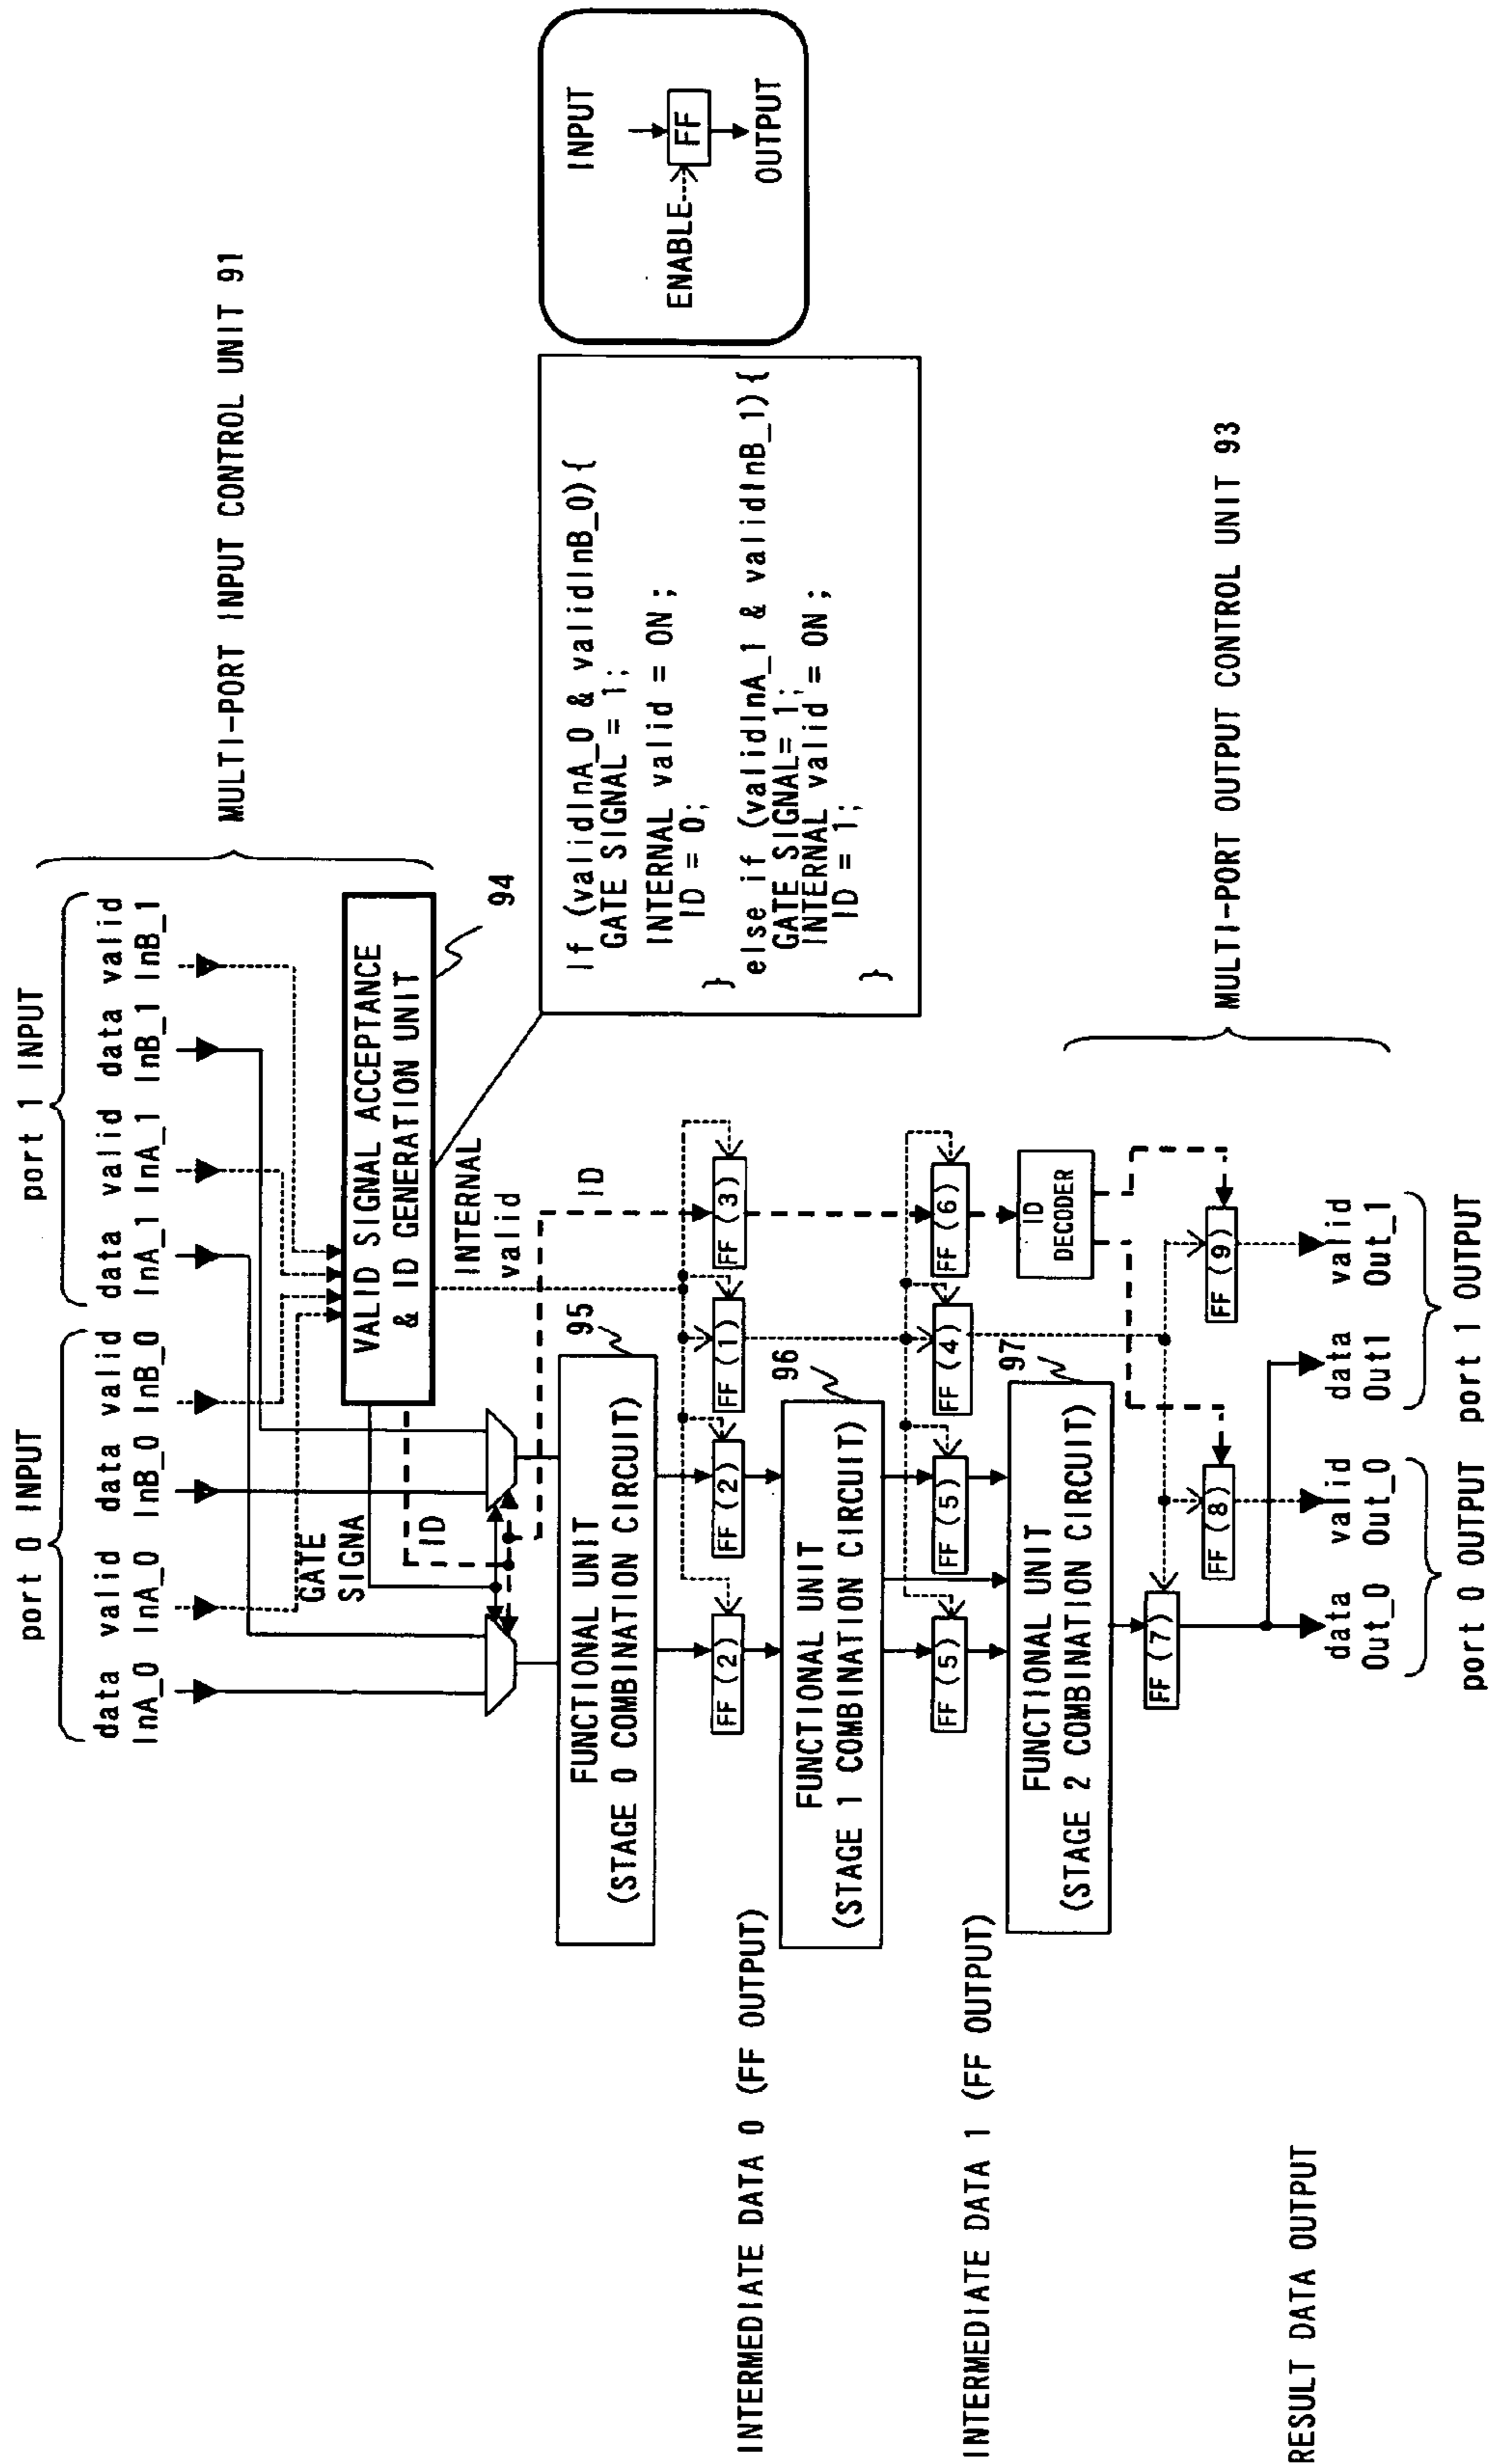 port 0 INPUT
port 1 INPUT
data valid data valid data valid data valid
InA_0 InA_0 InB_0 InB_0 InA_1 InA_1 InB_1 InB_1
MULTI-PORT INPUT CONTROL UNIT 91
GATE
SIGNA
ID
VALID SIGNAL ACCEPTANCE
& ID GENERATION UNIT
94
INTERNAL
valid
ID
INPUT
ENABLE
FF
OUTPUT
If (validInA_0 & validInB_0){
GATE SIGNAL = 1;
INTERNAL valid = ON;
ID = 0;
}
else if (validInA_1 & validInB_1){
GATE SIGNAL= 1;
INTERNAL valid = ON;
ID = 1;
}
95
FUNCTIONAL UNIT
(STAGE 0 COMBINATION CIRCUIT)
INTERMEDIATE DATA 0 (FF OUTPUT)
FF (2)
FF (2)
FF (1)
FF (3)
96
FUNCTIONAL UNIT
(STAGE 1 COMBINATION CIRCUIT)
INTERMEDIATE DATA 1 (FF OUTPUT)
FF (5)
FF (5)
FF (4)
FF (6)
97
FUNCTIONAL UNIT
(STAGE 2 COMBINATION CIRCUIT)
ID
DECODER
MULTI-PORT OUTPUT CONTROL UNIT 93
FF (7)
FF (8)
FF (9)
RESULT DATA OUTPUT
data valid data valid
Out_0 Out_0 Out1 Out_1
port 0 OUTPUT port 1 OUTPUT